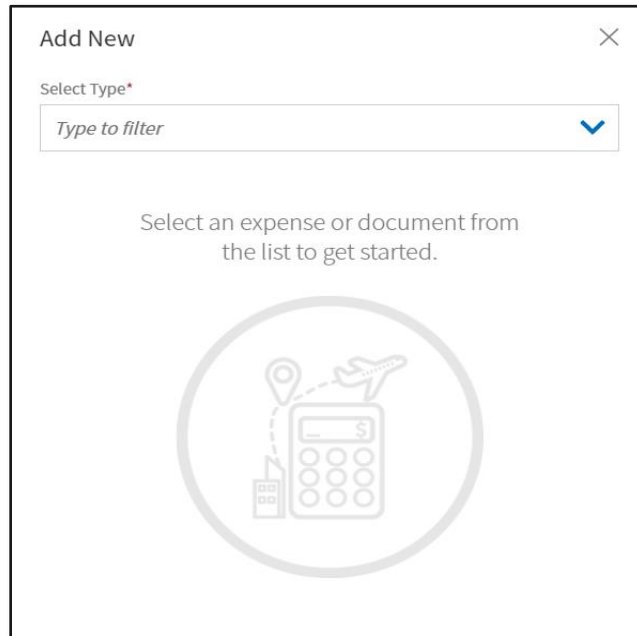 Add New
Select Type*
Type to filter
Select an expense or document from
the list to get started.
$